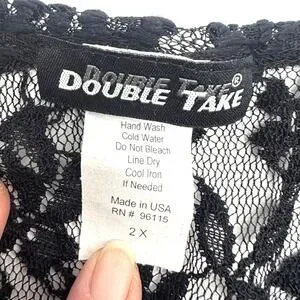 DOUBLE TAKE®
DOUBLE TAKE
Hand Wash
Cold Water
Do Not Bleach
Line Dry
Cool Iron
If Needed
Made in USA
RN# 96115
2X